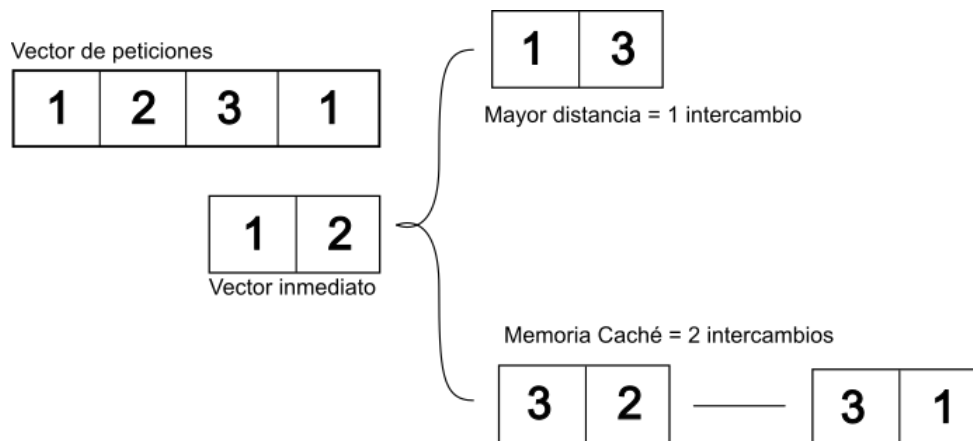 Vector de peticiones
1 2 3 1
1 2
Vector inmediato
1 3
Mayor distancia = 1 intercambio
Memoria Caché = 2 intercambios
3 2 3 1